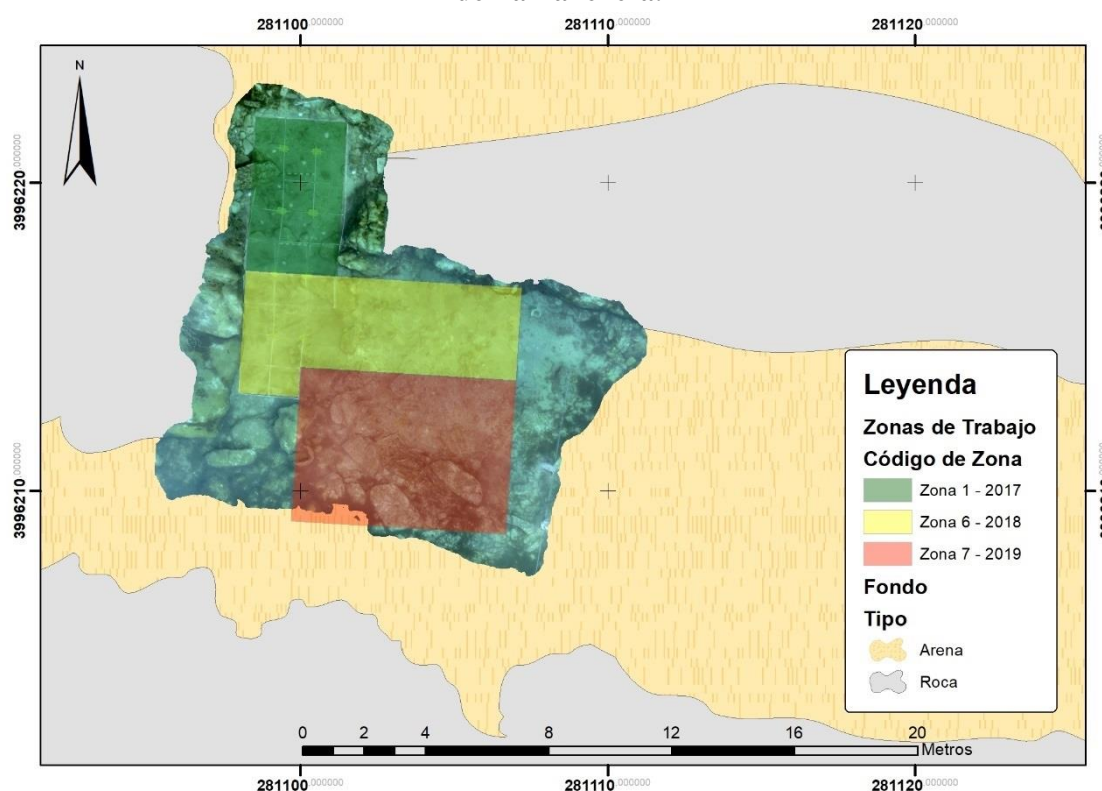 281100,000000
281110,000000
281120,000000
N
3996220,000000
3996210,000000
Leyenda
Zonas de Trabajo
Código de Zona
Zona 1 - 2017
Zona 6 - 2018
Zona 7 - 2019
Fondo
Tipo
Arena
Roca
0 2 4 8 12 16 20
Metros
281100,000000
281110,000000
281120,000000